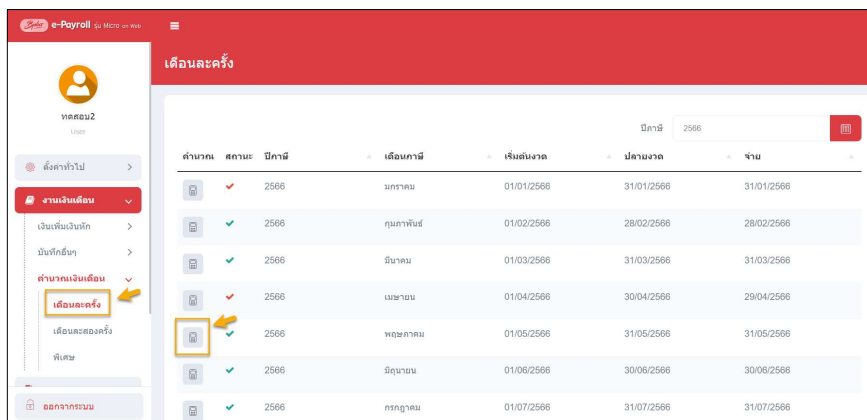 e-Payroll รุ่น Micro on Web
เดือนละครั้ง
ทดสอบ2
User
ตั้งค่าทั่วไป
งานเงินเดือน
เงินเพิ่มเงินหัก
บันทึกอื่นๆ
คำนวณเงินเดือน
เดือนละครั้ง
เดือนละสองครั้ง
พิเศษ
ออกจากระบบ
ปีภาษี 2566
คำนวณ สถานะ ปีภาษี เดือนภาษี เริ่มต้นงวด ปลายงวด จ่าย
2566 มกราคม 01/01/2566 31/01/2566 31/01/2566
2566 กุมภาพันธ์ 01/02/2566 28/02/2566 28/02/2566
2566 มีนาคม 01/03/2566 31/03/2566 31/03/2566
2566 เมษายน 01/04/2566 30/04/2566 29/04/2566
2566 พฤษภาคม 01/05/2566 31/05/2566 31/05/2566
2566 มิถุนายน 01/06/2566 30/06/2566 30/06/2566
2566 กรกฎาคม 01/07/2566 31/07/2566 31/07/2566